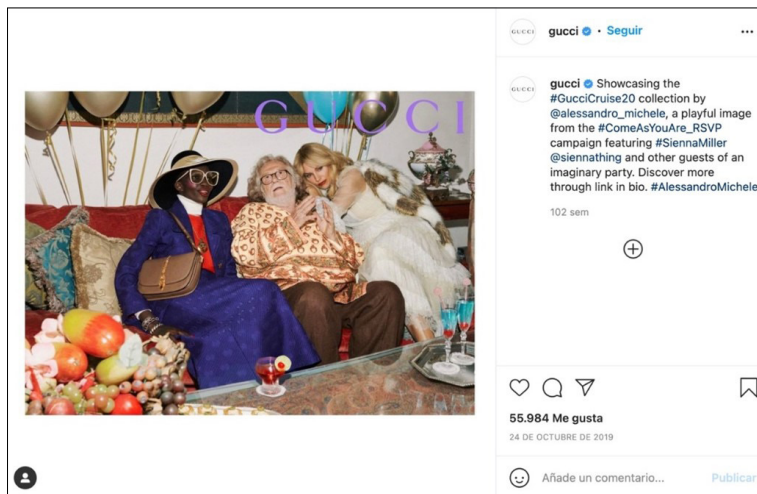 GUCCI
GUCCI
gucci • Seguir
GUCCI
gucci Showcasing the
#GucciCruise20 collection by
@alessandro_michele, a playful image
from the #ComeAsYouAre_RSVP
campaign featuring #SiennaMiller
@siennathing and other guests of an
imaginary party. Discover more
through link in bio. #AlessandroMichele
102 sem
55.984 Me gusta
24 DE OCTUBRE DE 2019
Añade un comentario...
Publicar